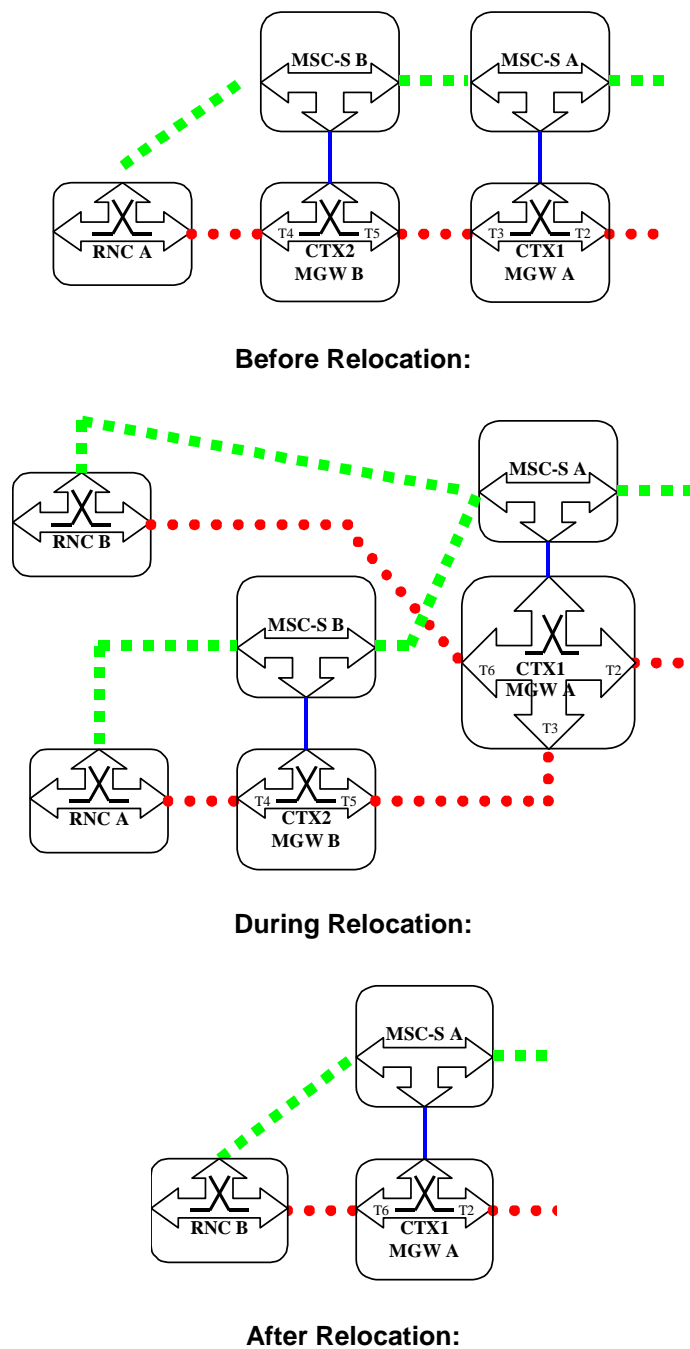 MSC-S B
MSC-S A
RNC A
T4
T5
CTX2
MGW B
T3
T2
CTX1
MGW A
Before Relocation:
MSC-S A
RNC B
MSC-S B
T6
CTX1
T2
MGW A
T3
RNC A
T4
T5
CTX2
MGW B
During Relocation:
MSC-S A
RNC B
T6
T2
CTX1
MGW A
After Relocation: